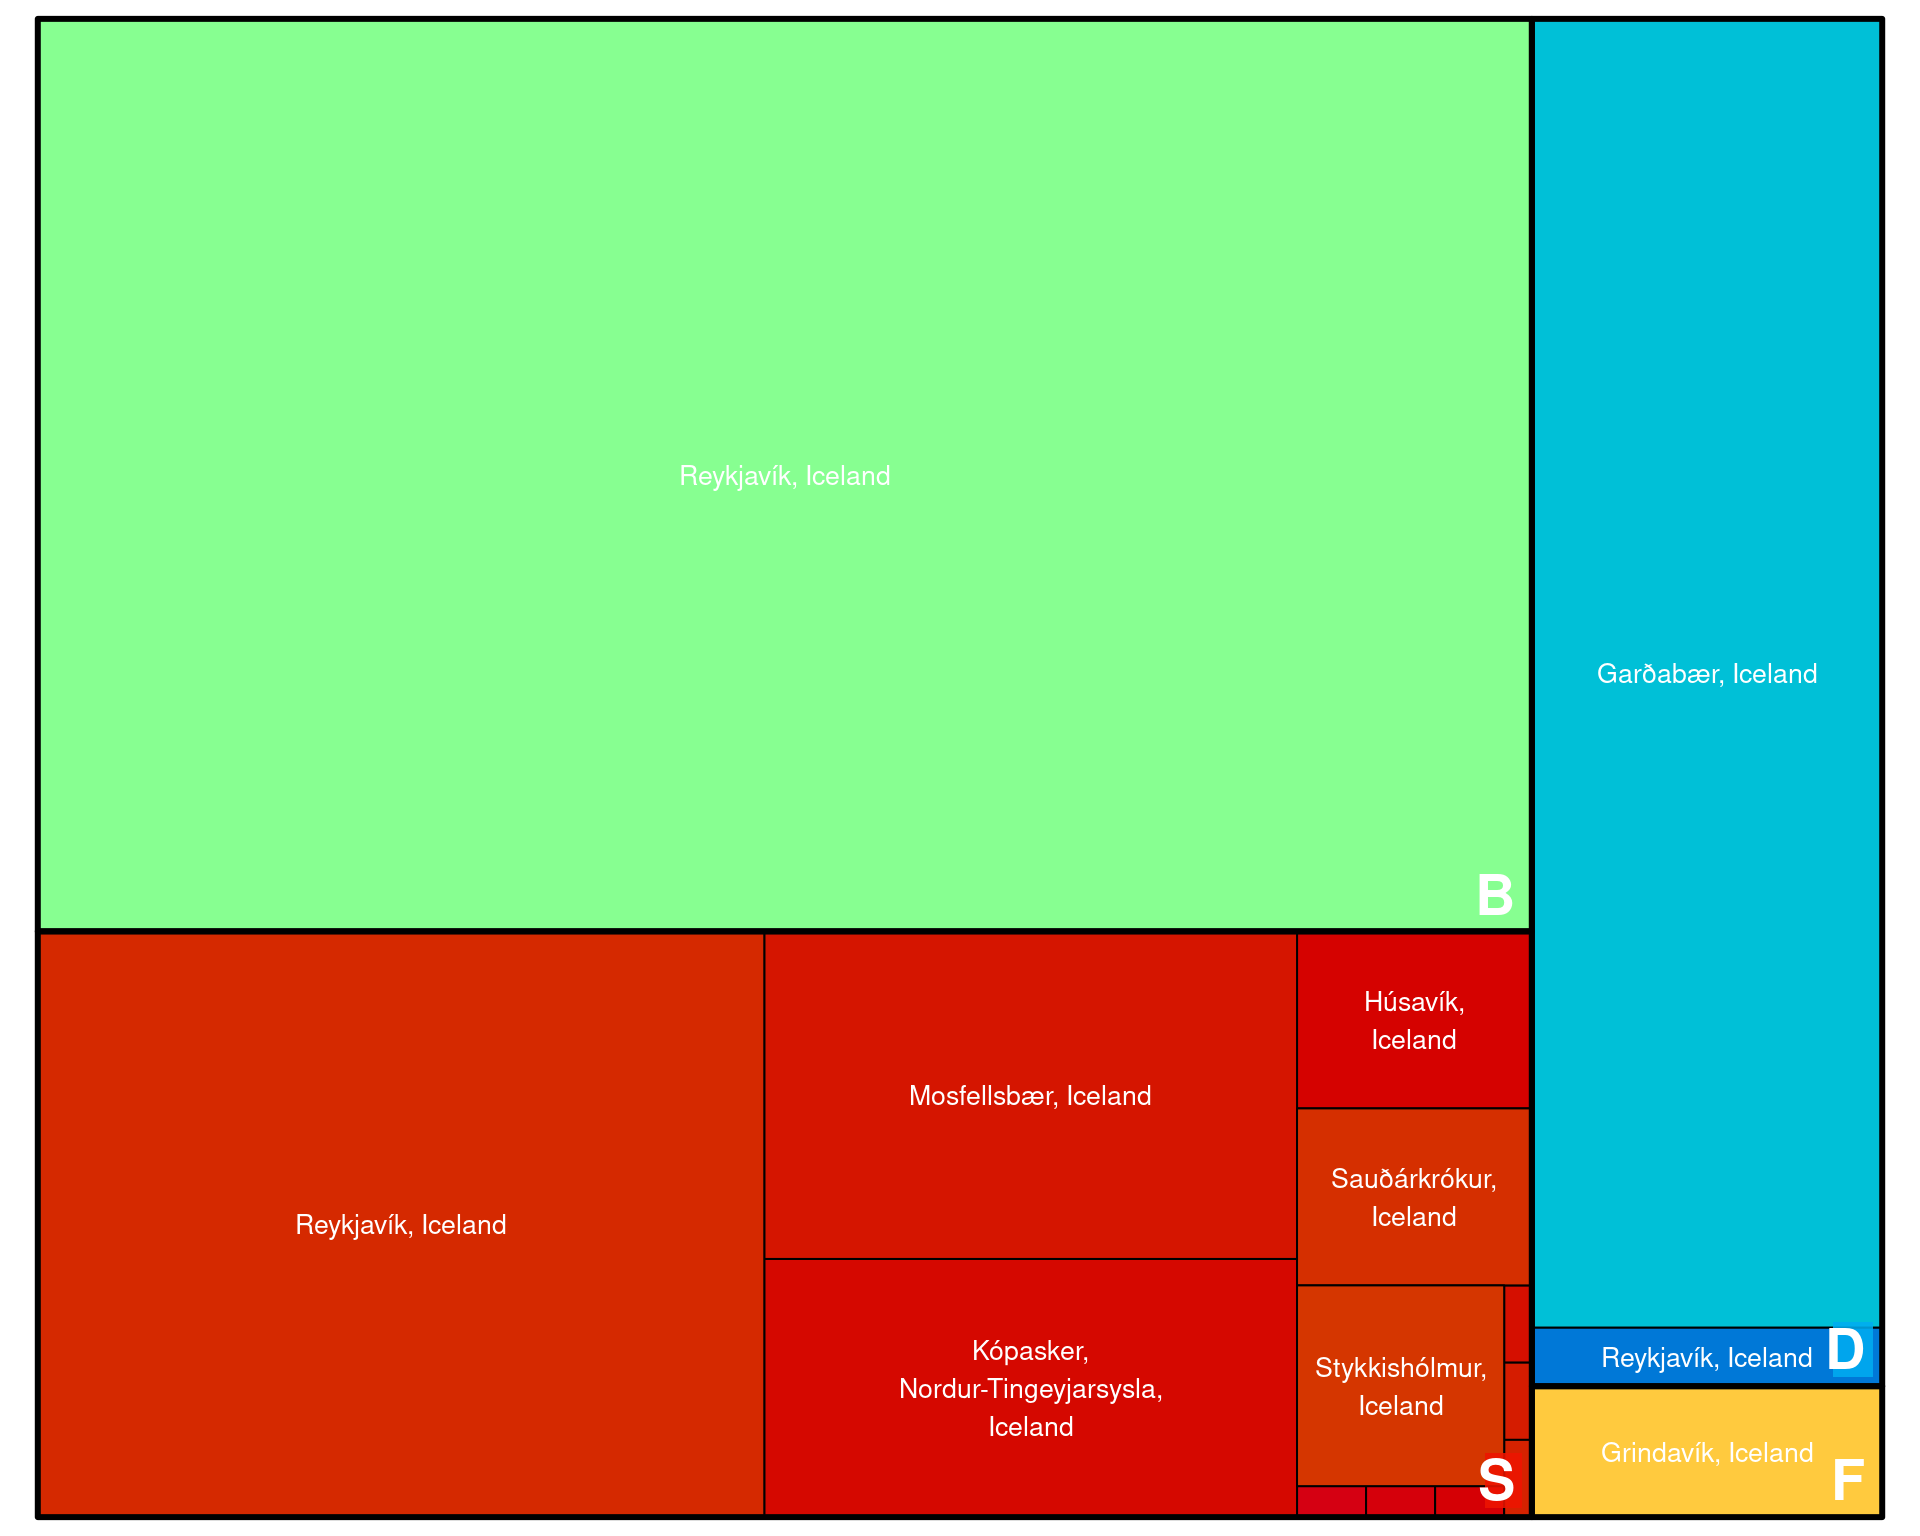 Reykjavík, Iceland
B
Garðabær, Iceland
Reykjavík, Iceland
D
Grindavík, Iceland
F
Reykjavík, Iceland
Mosfellsbær, Iceland
Kópasker,
Nordur-Tingeyjarsysla,
Iceland
Húsavík,
Iceland
Sauðárkrókur,
Iceland
Stykkishólmur,
Iceland
S